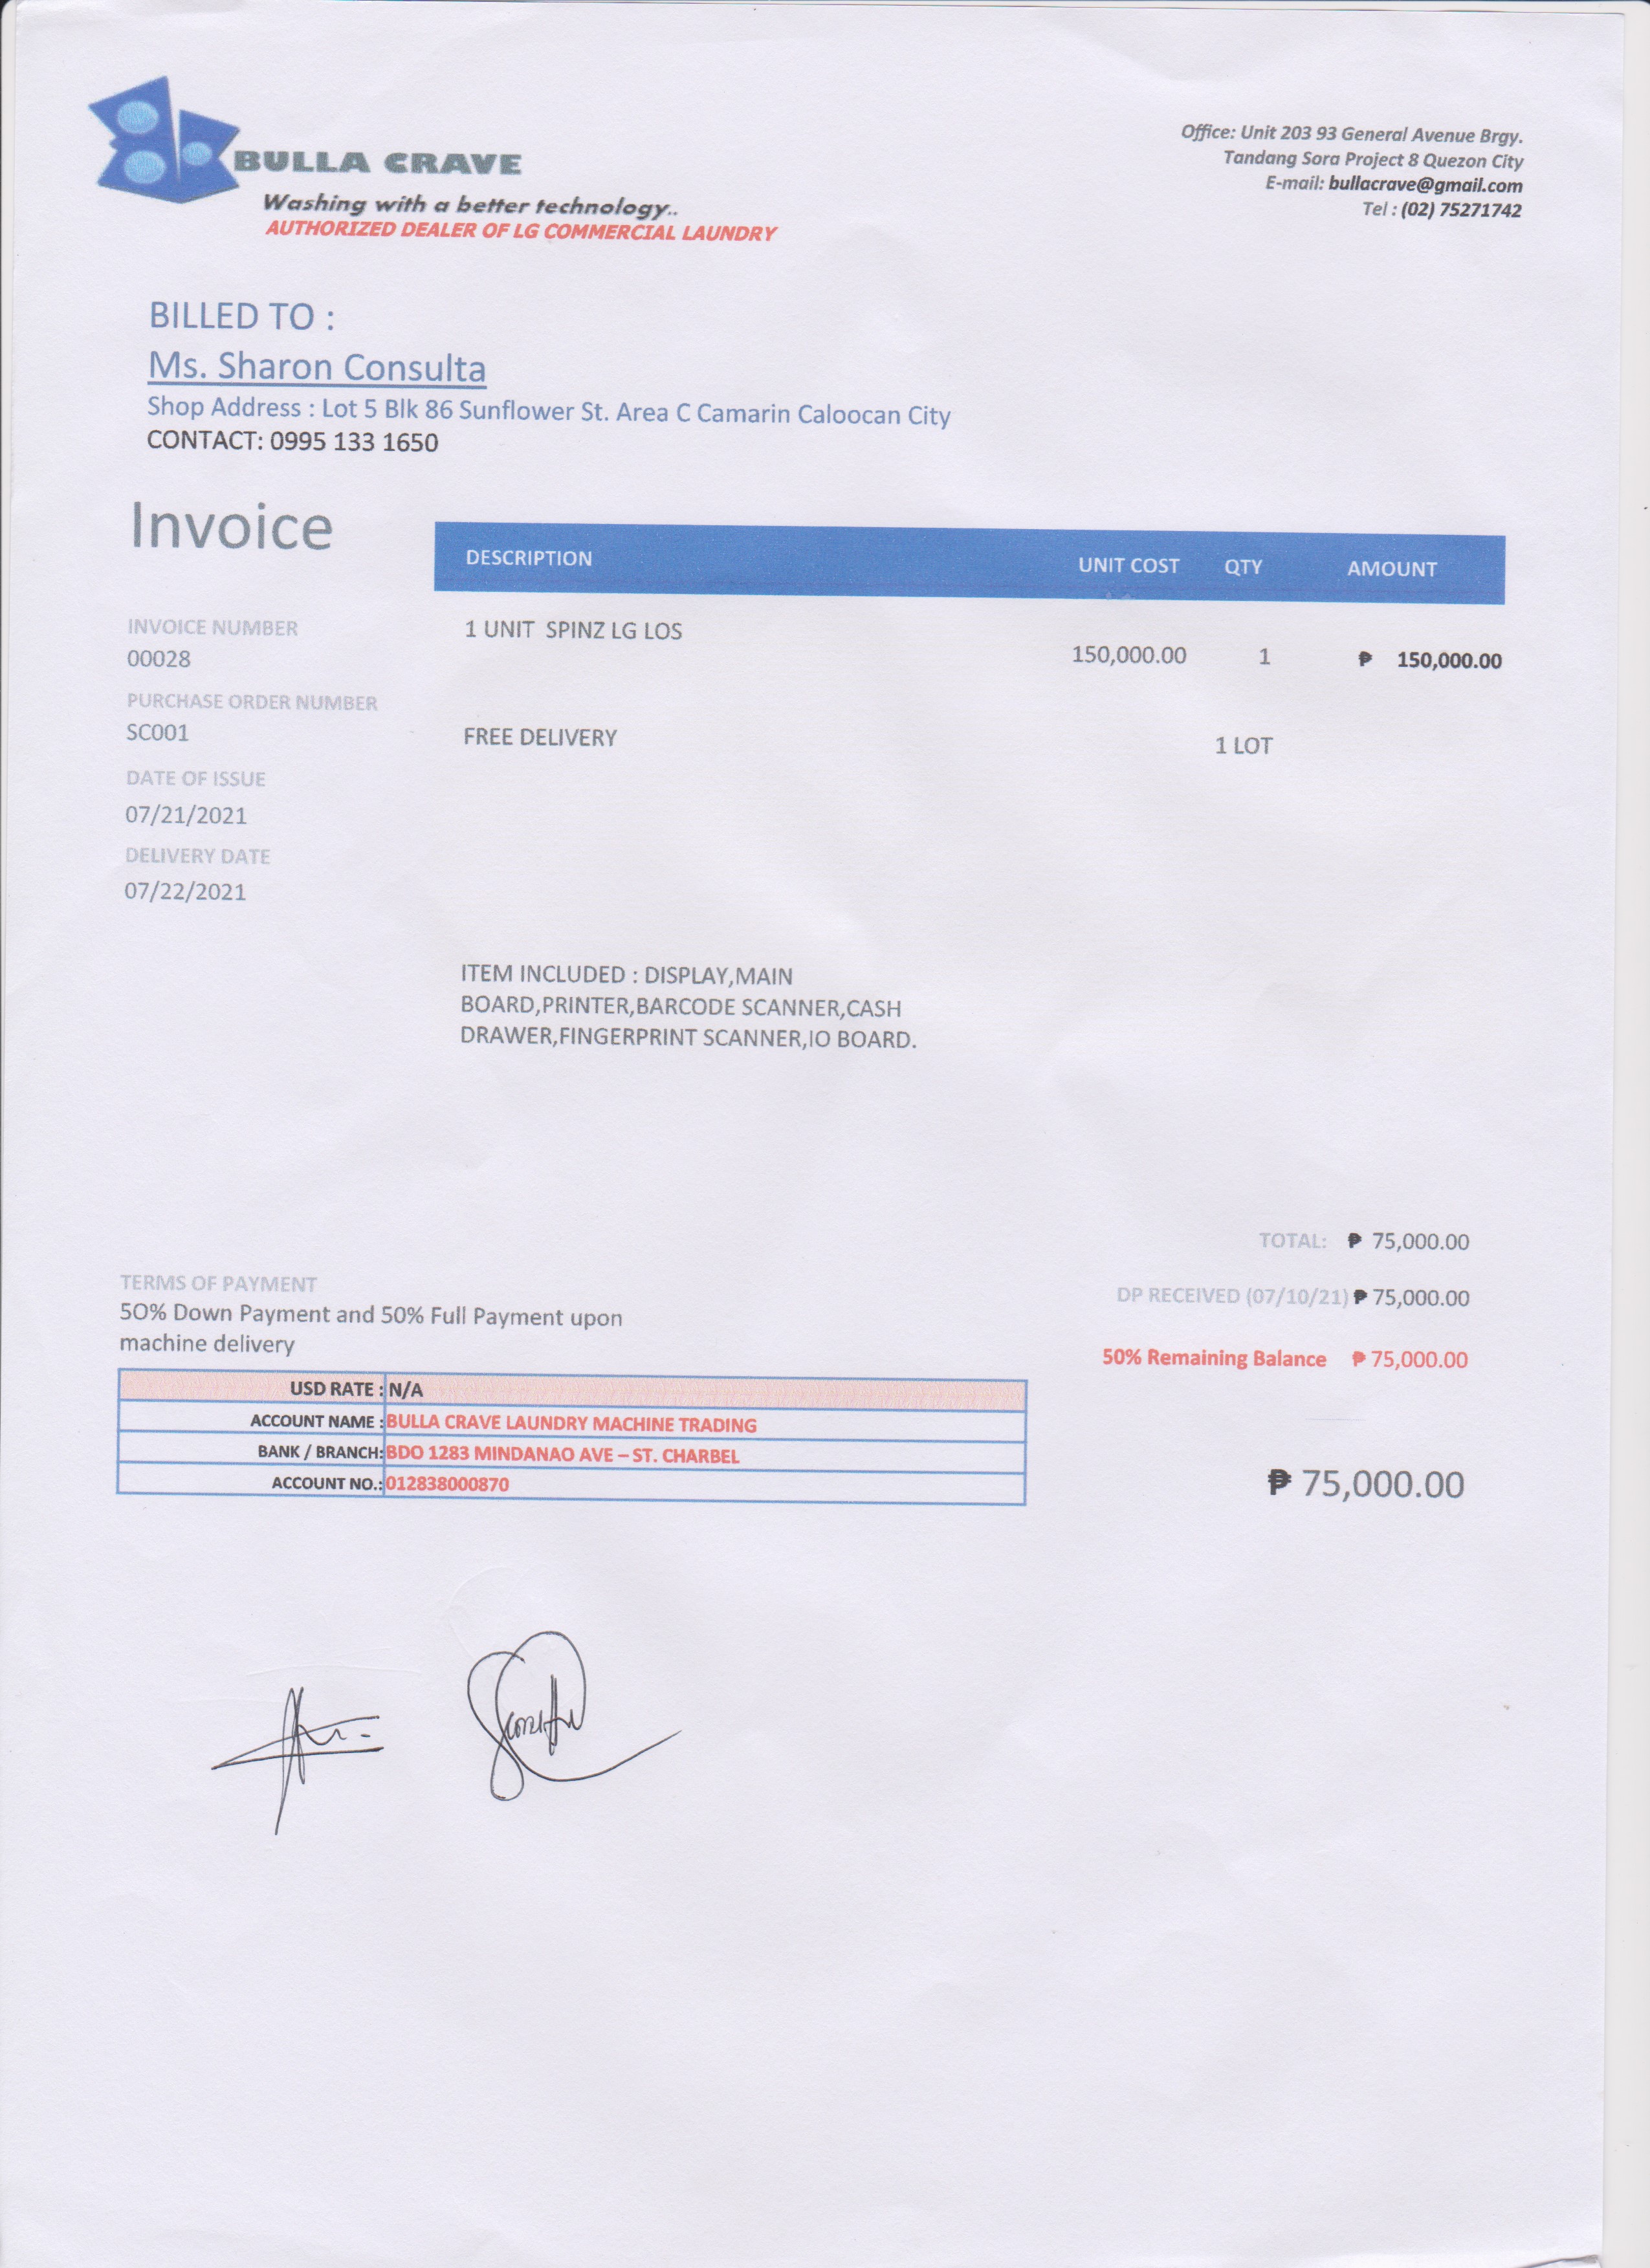 BULLA CRAVE
Washing with a better technology..
AUTHORIZED DEALER OF LG COMMERCIAL LAUNDRY
Office: Unit 203 93 General Avenue Brgy.
Tandang Sora Project 8 Quezon City
E-mail: bullacrave@gmail.com
Tel : (02) 75271742
BILLED TO :
Ms. Sharon Consulta
Shop Address : Lot 5 Blk 86 Sunflower St. Area C Camarin Caloocan City
CONTACT: 0995 133 1650
Invoice
DESCRIPTION UNIT COST QTY AMOUNT
INVOICE NUMBER
00028
PURCHASE ORDER NUMBER
SC001
DATE OF ISSUE
07/21/2021
DELIVERY DATE
07/22/2021
1 UNIT SPINZ LG LOS
150,000.00 1 ₱ 150,000.00
FREE DELIVERY 1 LOT
ITEM INCLUDED : DISPLAY,MAIN
BOARD,PRINTER,BARCODE SCANNER,CASH
DRAWER,FINGERPRINT SCANNER,IO BOARD.
TOTAL: ₱ 75,000.00
DP RECEIVED (07/10/21) ₱ 75,000.00
50% Remaining Balance ₱ 75,000.00
₱ 75,000.00
TERMS OF PAYMENT
5O% Down Payment and 50% Full Payment upon
machine delivery
USD RATE : N/A
ACCOUNT NAME : BULLA CRAVE LAUNDRY MACHINE TRADING
BANK / BRANCH: BDO 1283 MINDANAO AVE – ST. CHARBEL
ACCOUNT NO.: 012838000870